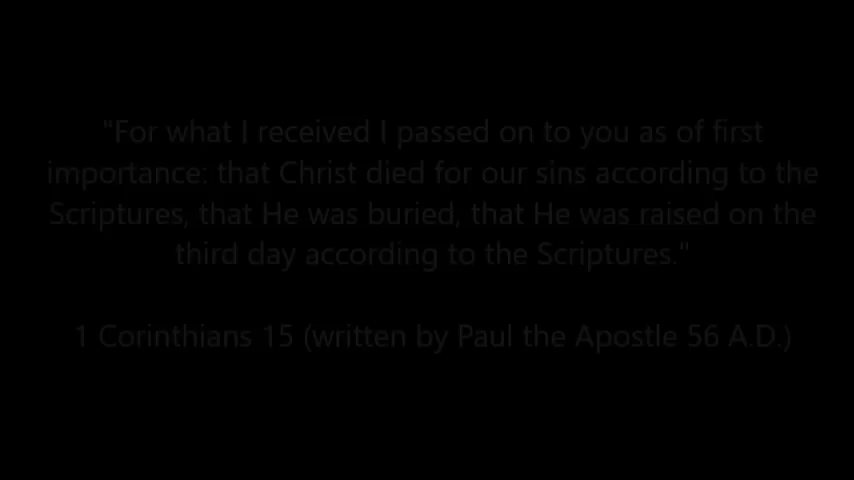 "For what I received I passed on to you as of first
importance: that Christ died for our sins according to the
Scriptures, that He was buried, that He was raised on the
third day according to the Scriptures."
1 Corinthians 15 (written by Paul the Apostle 56 A.D.)